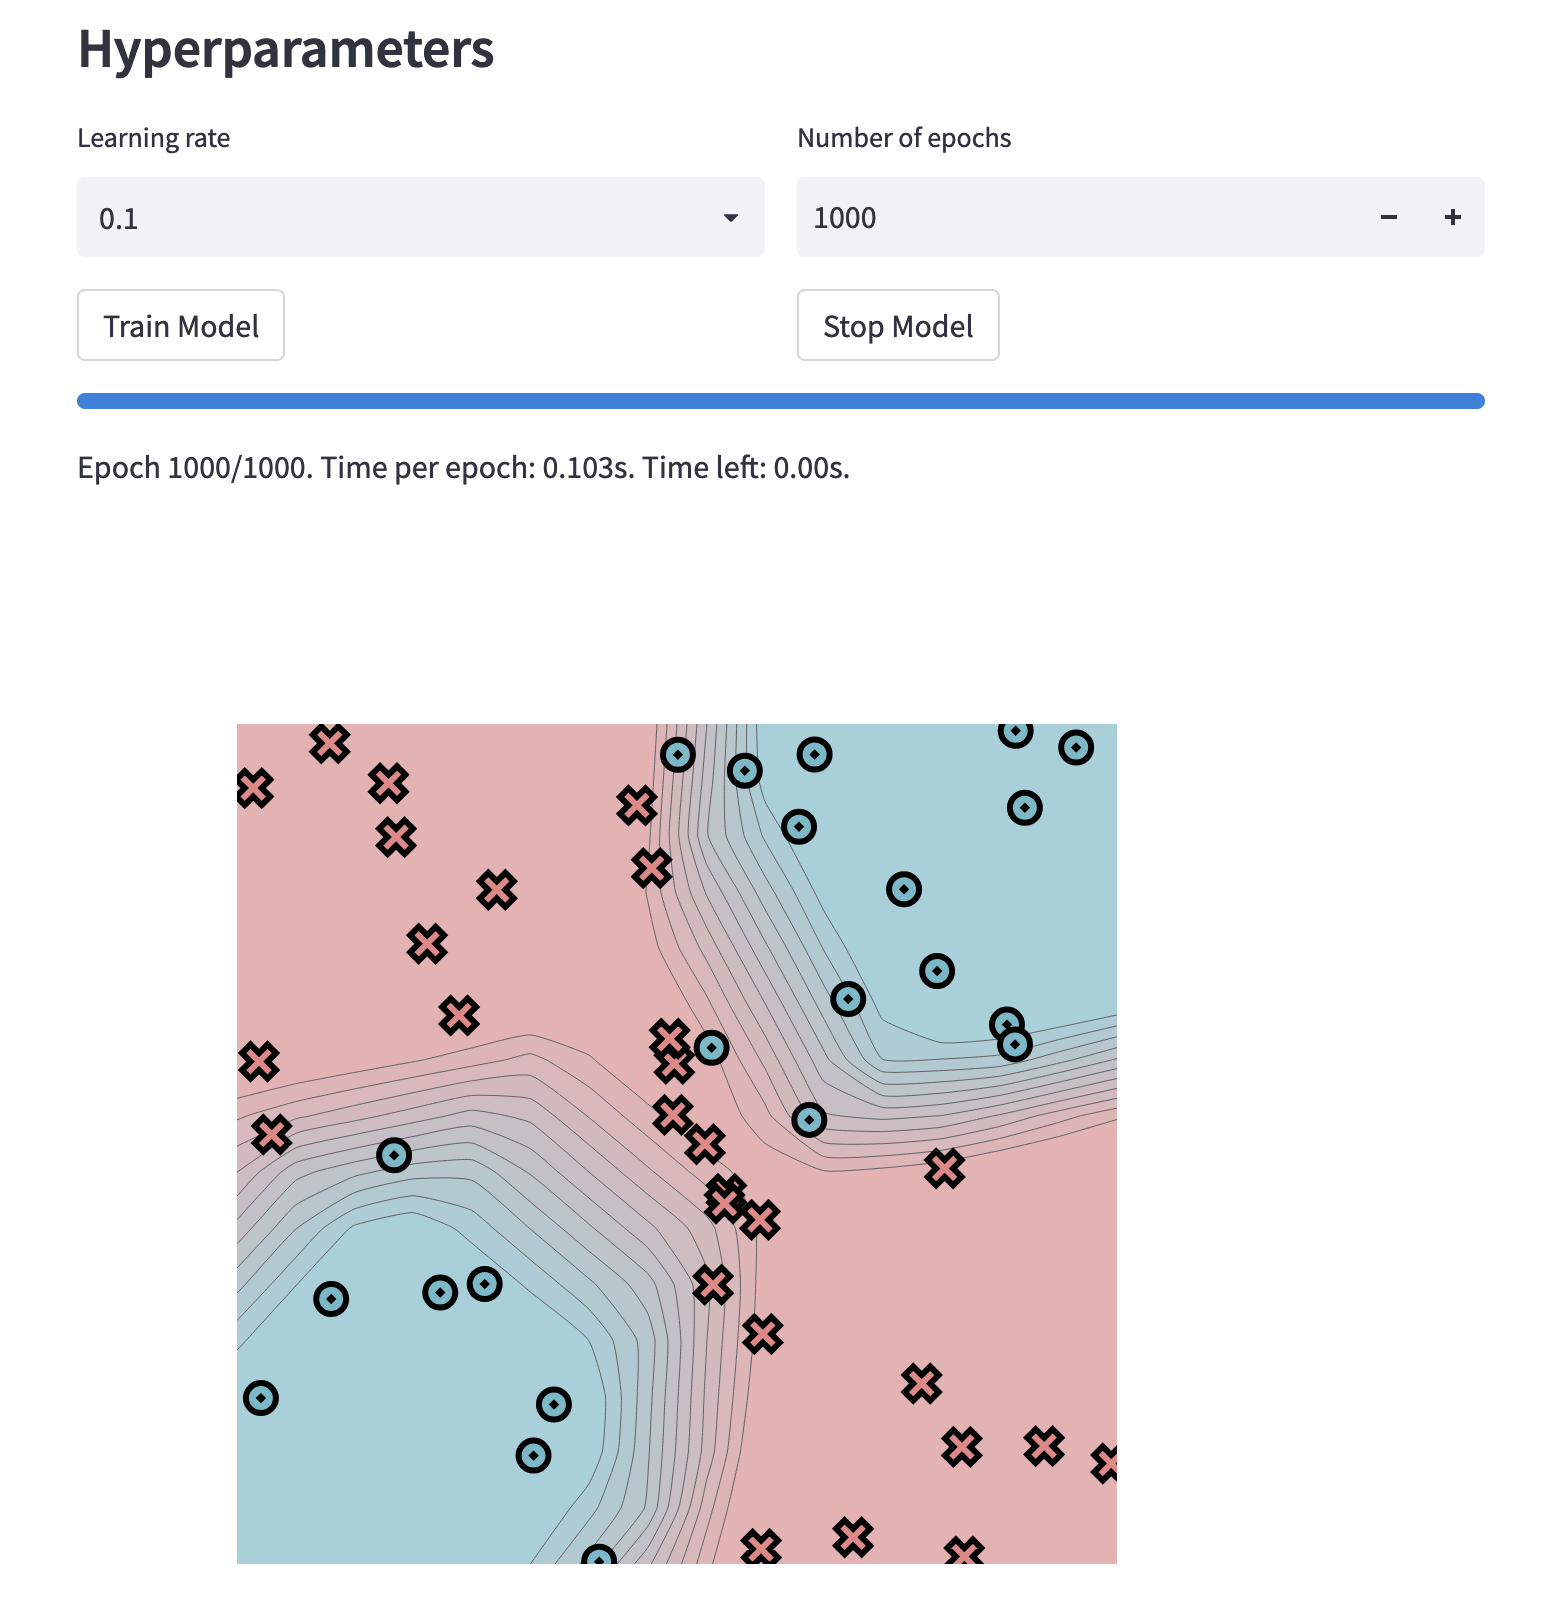 Hyperparameters
Learning rate
Number of epochs
0.1
1000
Train Model
Stop Model
Epoch 1000/1000. Time per epoch: 0.103s. Time left: 0.00s.